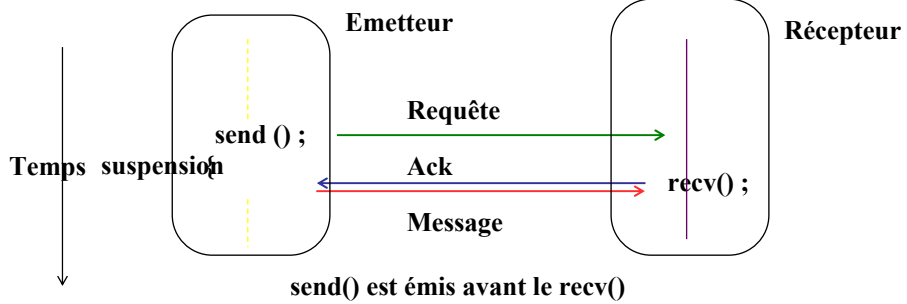 Emetteur
Récepteur
Requête
send () ;
Temps suspension{
Ack
recv() ;
Message
send() est émis avant le recv()